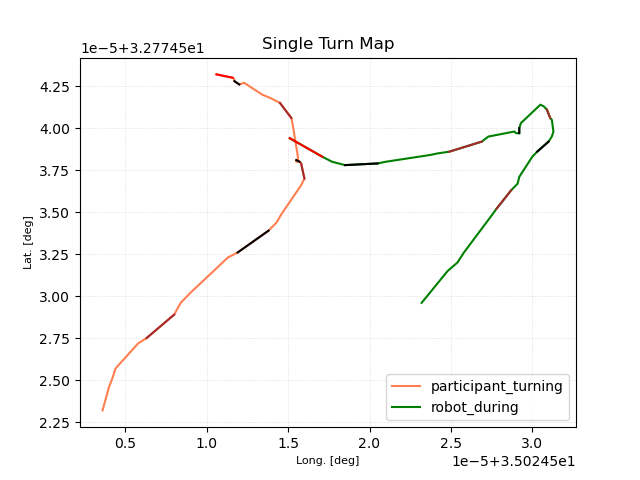 Single Turn Map
1e−5+3.27745e1
4.25
4.00
3.75
3.50
3.25
3.00
2.75
2.50
2.25
Lat. [deg]
participant_turning
robot_during
0.5 1.0 1.5 2.0 2.5 3.0
Long. [deg]
1e−5+3.50245e1